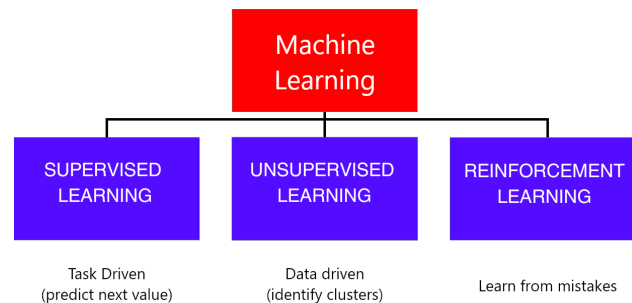 Machine
Learning
SUPERVISED
LEARNING
UNSUPERVISED
LEARNING
REINFORCEMENT
LEARNING
Task Driven
(predict next value)
Data driven
(identify clusters)
Learn from mistakes